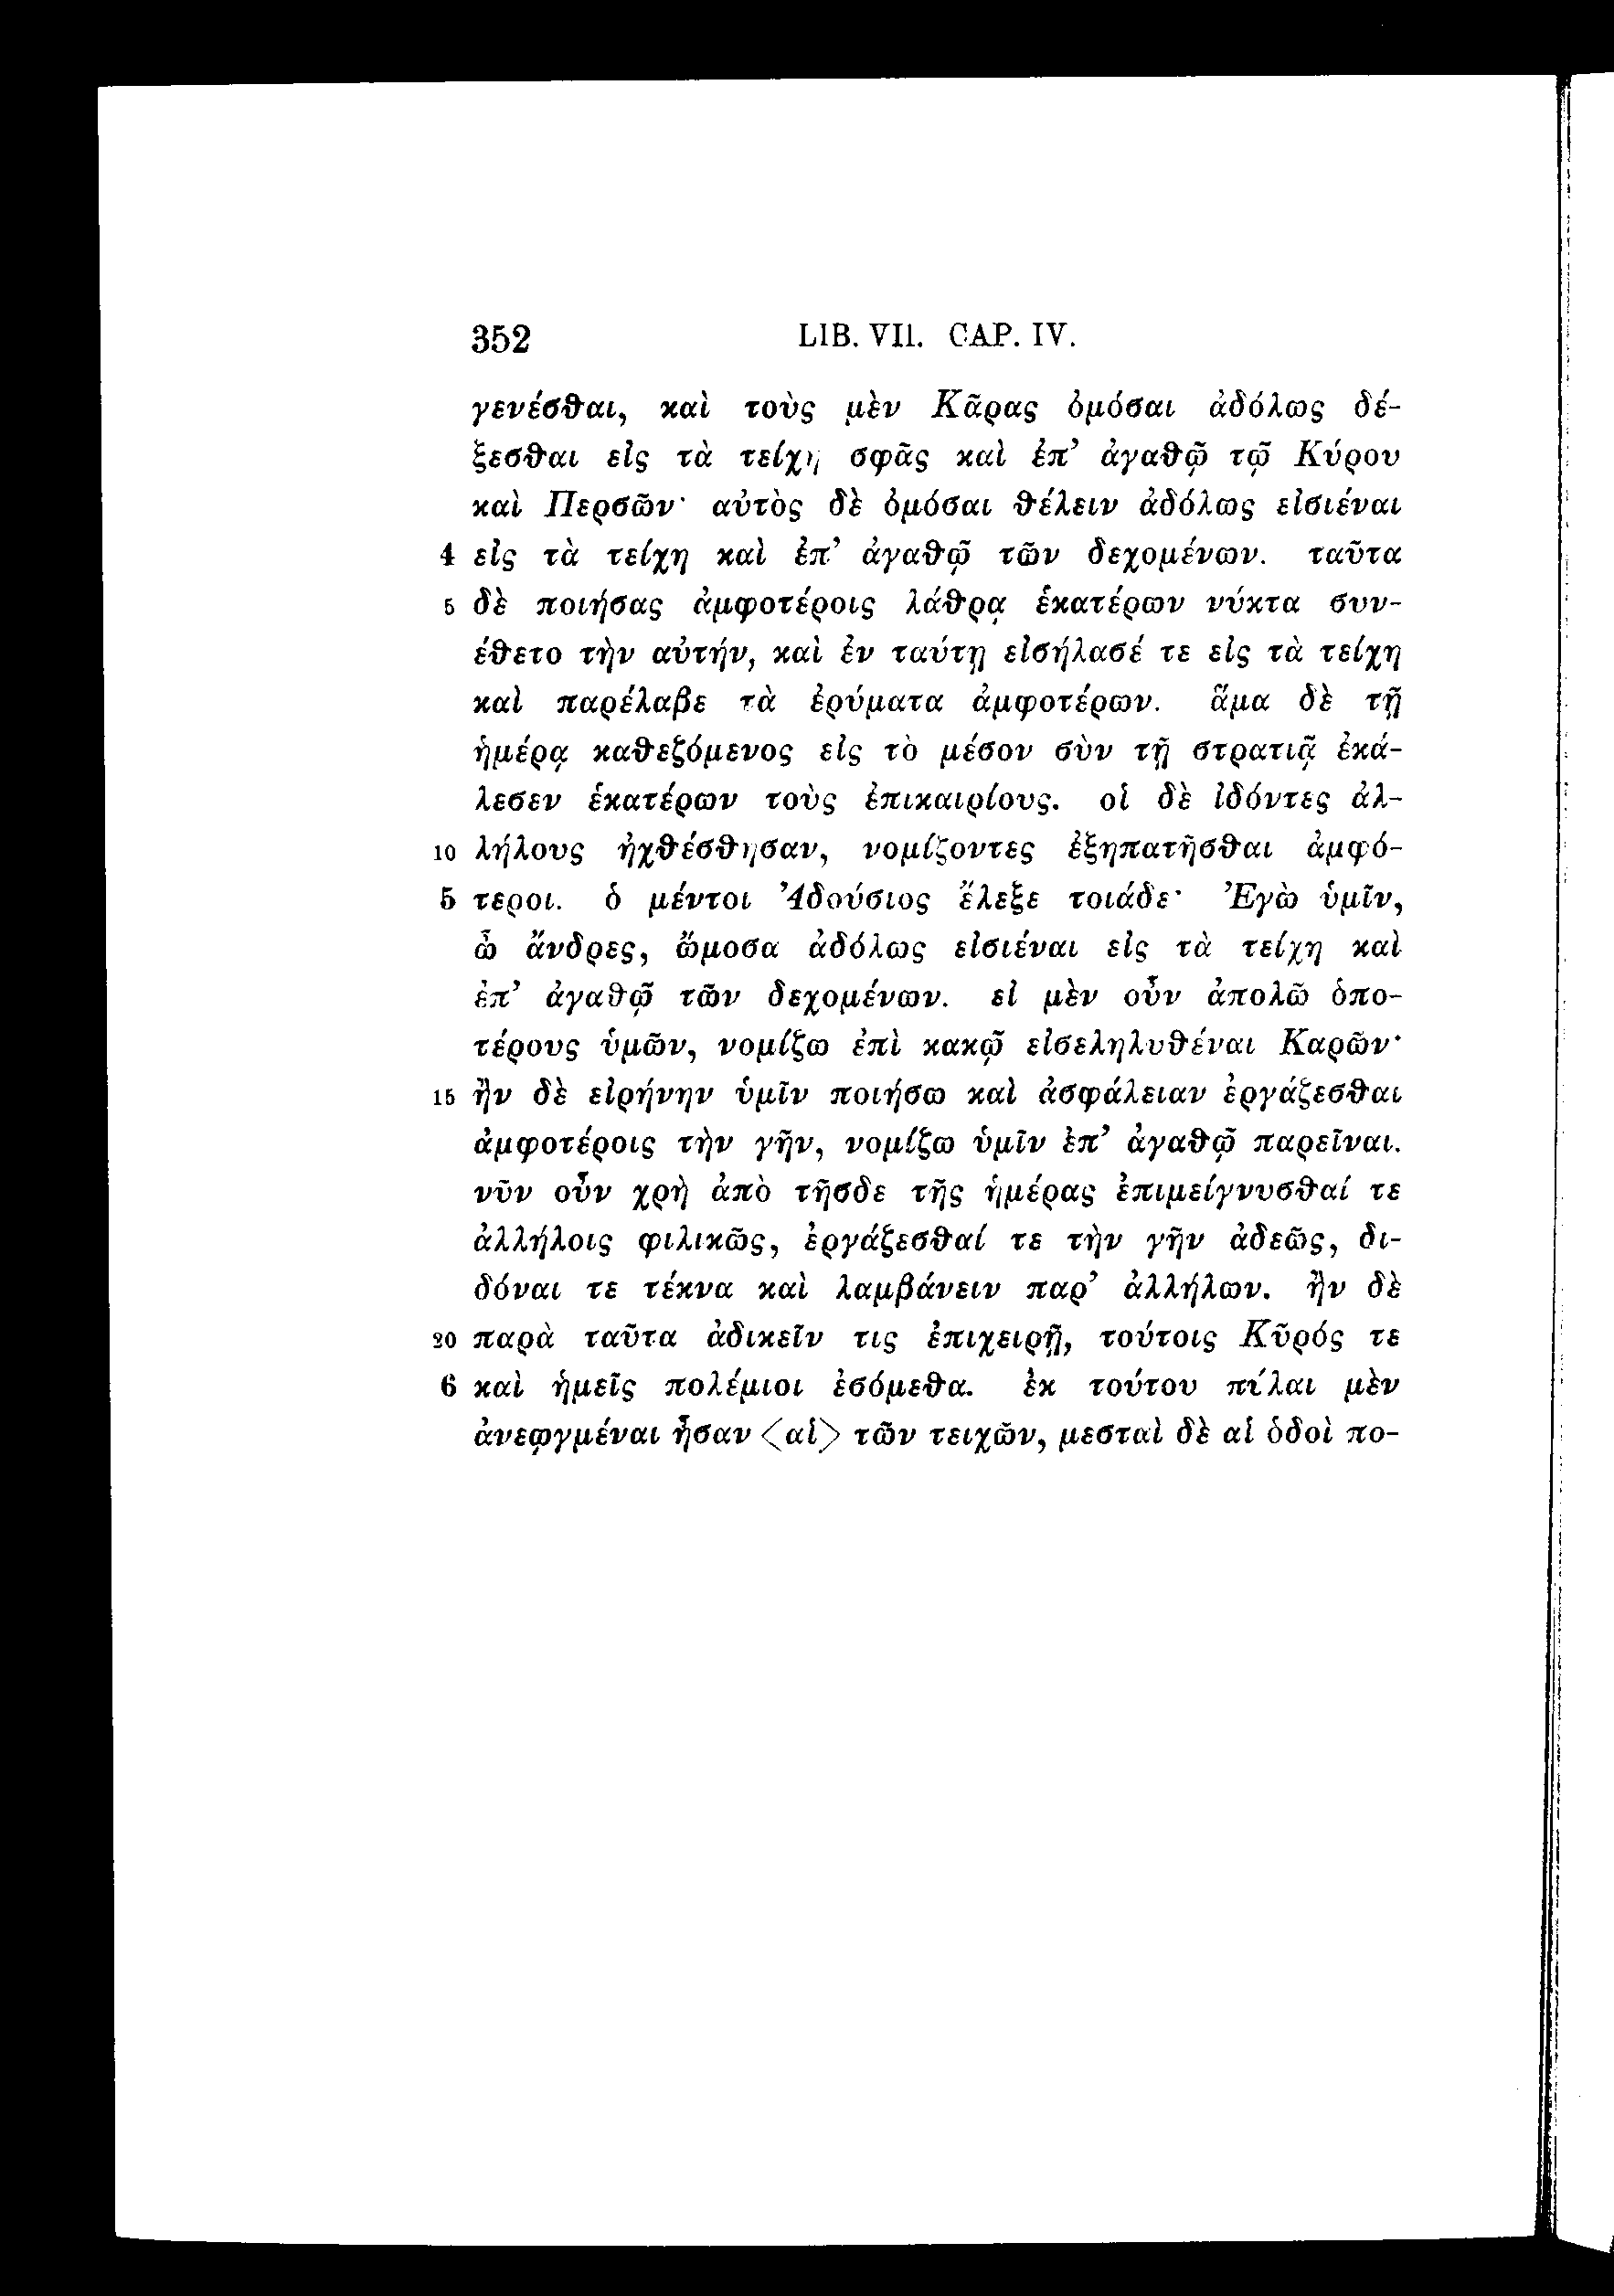 352 LIB. VII. CAP. IV.
γενέσθαι, καὶ τοὺς μὲν Κᾶρας ὀμόσαι ἀδόλως δέ-
ξεσθαι εἰς τὰ τείχη σφᾶς καὶ ἐπ’ ἀγαθῷ τῷ Κύρου
καὶ Περσῶν· αὐτὸς δὲ ὀμόσαι θέλειν ἀδόλως εἰσιέναι
4 εἰς τὰ τείχη καὶ ἐπ’ ἀγαθῷ τῶν δεχομένων. ταῦτα
5 δὲ ποιήσας ἀμφοτέροις λάθρᾳ ἑκατέρων νύκτα συν-
έθετο τὴν αὐτήν, καὶ ἐν ταύτῃ εἰσήλασέ τε εἰς τὰ τείχη
καὶ παρέλαβε τὰ ἐρύματα ἀμφοτέρων. ἅμα δὲ τῇ
ἡμέρᾳ καθεζόμενος εἰς τὸ μέσον σὺν τῇ στρατιᾷ ἐκά-
λεσεν ἑκατέρων τοὺς ἐπικαιρίους. οἱ δὲ ἰδόντες ἀλ-
10 λήλους ἠχθέσθησαν, νομίζοντες ἐξηπατῆσθαι ἀμφό-
5 τεροι. ὁ μέντοι Ἀδούσιος ἔλεξε τοιάδε· Ἐγὼ ὑμῖν,
ὦ ἄνδρες, ὤμοσα ἀδόλως εἰσιέναι εἰς τὰ τείχη καὶ
ἐπ’ ἀγαθῷ τῶν δεχομένων. εἰ μὲν οὖν ἀπολῶ ὁπο-
τέρους ὑμῶν, νομίζω ἐπὶ κακῷ εἰσεληλυθέναι Καρῶν·
15 ἢν δὲ εἰρήνην ὑμῖν ποιήσω καὶ ἀσφάλειαν ἐργάζεσθαι
ἀμφοτέροις τὴν γῆν, νομίζω ὑμῖν ἐπ’ ἀγαθῷ παρεῖναι.
νῦν οὖν χρὴ ἀπὸ τῆσδε τῆς ἡμέρας ἐπιμείγνυσθαί τε
ἀλλήλοις φιλικῶς, ἐργάζεσθαί τε τὴν γῆν ἀδεῶς, δι-
δόναι τε τέκνα καὶ λαμβάνειν παρ’ ἀλλήλων. ἢν δὲ
20 παρὰ ταῦτα ἀδικεῖν τις ἐπιχειρῇ, τούτοις Κῦρός τε
6 καὶ ἡμεῖς πολέμιοι ἐσόμεθα. ἐκ τούτου πύλαι μὲν
ἀνεῳγμέναι ἦσαν <αἱ> τῶν τειχῶν, μεσταὶ δὲ αἱ ὁδοὶ πο-